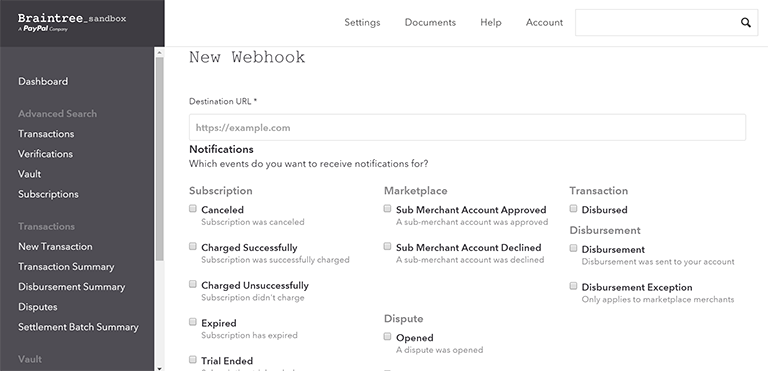 Braintree_sandbox
A PayPal Company
Settings
Documents
Help
Account
Dashboard
Advanced Search
Transactions
Verifications
Vault
Subscriptions
Transactions
New Transaction
Transaction Summary
Disbursement Summary
Disputes
Settlement Batch Summary
Vault
New Webhook
Destination URL *
https://example.com
Notifications
Which events do you want to receive notifications for?
Subscription
Canceled
Subscription was canceled
Charged Successfully
Subscription was successfully charged
Charged Unsuccessfully
Subscription didn't charge
Expired
Subscription has expired
Trial Ended
Marketplace
Sub Merchant Account Approved
A sub-merchant account was approved
Sub Merchant Account Declined
A sub-merchant account was declined
Dispute
Opened
A dispute was opened
Transaction
Disbursed
Disbursement
Disbursement
Disbursement was sent to your account
Disbursement Exception
Only applies to marketplace merchants